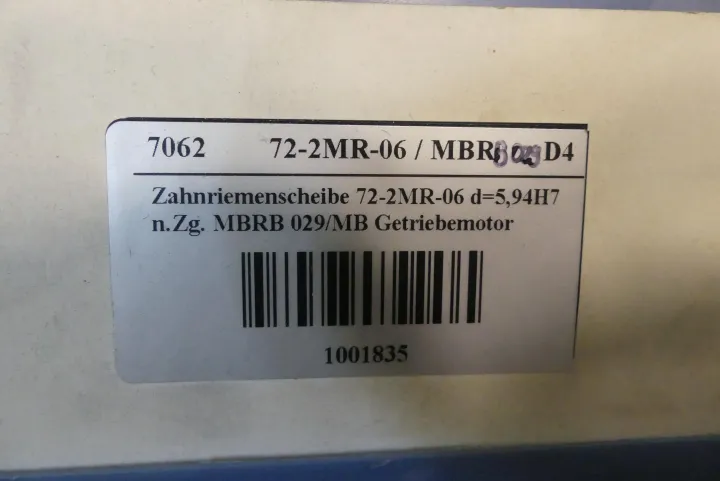 7062 72-2MR-06 / MBR D4
Zahnriemenscheibe 72-2MR-06 d=5,94H7
n.Zg. MBRB 029/MB Getriebemotor
1001835